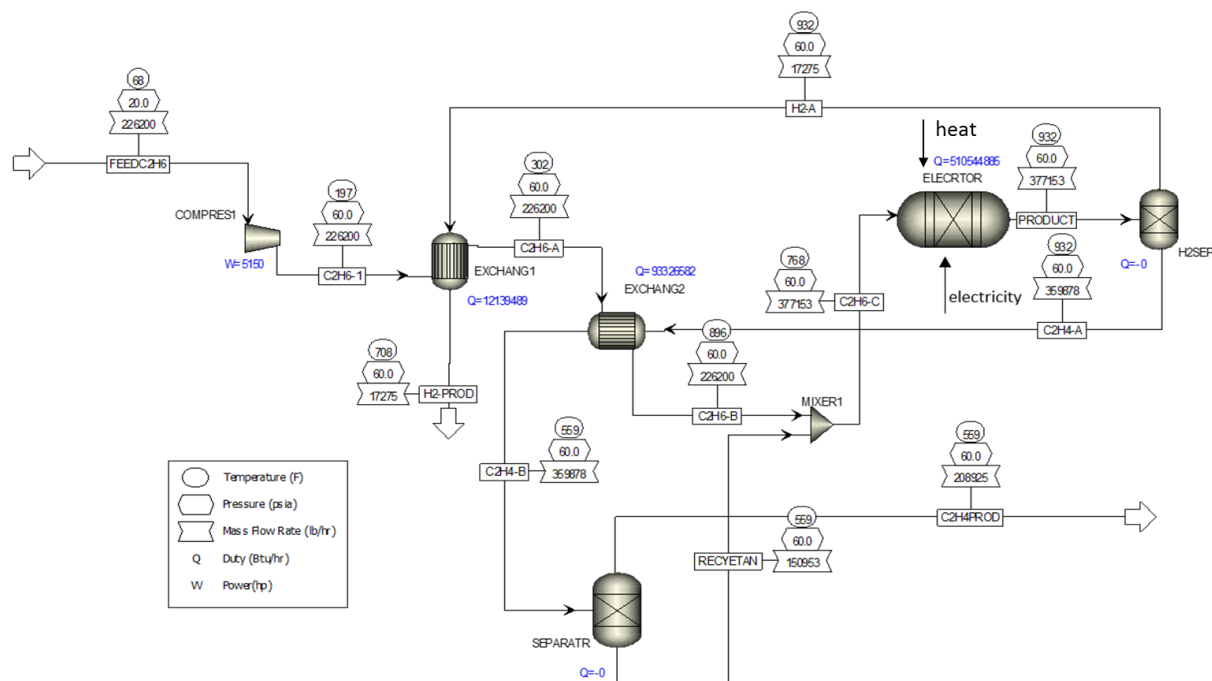 932
60.0
17275
H2-A
68
20.0
226200
FEEDC2H6
heat
Q=510544885
ELECRTOR
932
60.0
377153
PRODUCT
302
60.0
226200
C2H6-A
197
60.0
226200
C2H6-1
COMPRES1
W=5150
EXCHANG1
Q=12139489
Q=93326582
EXCHANG2
768
60.0
377153
C2H6-C
electricity
H2SEP
Q=-0
932
60.0
359878
C2H4-A
896
60.0
226200
C2H6-B
MIXER1
708
60.0
17275
H2-PROD
559
60.0
359878
C2H4-B
559
60.0
208925
C2H4PROD
559
60.0
150953
RECYETAN
SEPARATR
Q=-0
Temperature (F)
Pressure (psia)
Mass Flow Rate (lb/hr)
Q Duty (Btu/hr)
W Power(hp)